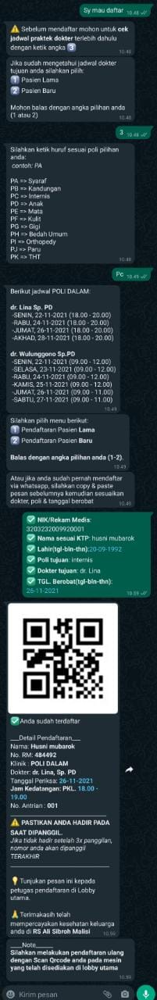 Sy mau daftar 10.48
⚠️ Sebelum mendaftar mohon untuk cek
jadwal praktek dokter terlebih dahulu
dengan ketik angka 3️⃣
10.48
Jika sudah mengetahui jadwal dokter
tujuan anda silahkan pilih:
1️⃣ Pasien Lama
2️⃣ Pasien Baru
Mohon balas dengan angka pilihan anda
(1 atau 2)
10.48
3 10.48
Silahkan ketik huruf sesuai poli pilihan
anda:
contoh: PA
PA => Syaraf
PB => Kandungan
PC => Internis
PD => Anak
PE => Mata
PF => Kulit
PG => Gigi
PH => Bedah Umum
PI => Orthopedy
PJ => Paru
PK => THT
10.48
Pc 10.49
Berikut jadwal POLI DALAM:
dr. Lina Sp. PD
-SENIN, 22-11-2021 (18.00 - 20.00)
-RABU, 24-11-2021 (18.00 - 20.00)
-JUMAT, 26-11-2021 (18.00 - 20.00)
-AKHAD, 28-11-2021 (18.00 - 20.00)
dr. Wulunggono Sp.PD
-SENIN, 22-11-2021 (09.00 - 12.00)
-SELASA, 23-11-2021 (09.00 - 12.00)
-RABU, 24-11-2021 (09.00 - 12.00)
-KAMIS, 25-11-2021 (09.00 - 12.00)
-JUMAT, 26-11-2021 (09.00 - 11.00)
-SABTU, 27-11-2021 (09.00 - 11.00)
10.49
Silahkan pilih menu berikut:
1️⃣ Pendaftaran Pasien Lama
2️⃣ Pendaftaran Pasien Baru
Balas dengan angka pilihan anda (1-2).
10.49
Atau jika anda sudah pernah mendaftar
via whatsapp, silahkan copy & paste
pesan sebelumnya kemudian sesuaikan
dokter, poli & tanggal berobat
10.49
✅ NIK/Rekam Medis:
3203232009920001
✅ Nama sesuai KTP: husni mubarok
✅ Lahir(tgl-bln-thn):20-09-1992
✅ Poli tujuan: internis
✅ Dokter tujuan: dr. Lina
✅ TGL. Berobat(tgl-bln-thn):
26-11-2021
10.59
✅Anda sudah terdaftar
___Detail Pendaftaran___
Nama: Husni mubarok
No. RM: 484492
Klinik : POLI DALAM
Dokter: dr. Lina, Sp. PD
Tanggal Periksa: 26-11-2021
Jam Kedatangan: PKL. 18.00 -
19.00
No. Antrian : 001
⚠️ PASTIKAN ANDA HADIR PADA
SAAT DIPANGGIL.
Jika tidak hadir setelah 3x panggilan,
nomor anda akan dipanggil
TERAKHIR
💡 Tunjukan pesan ini kepada
petugas pendaftaran di Lobby
utama.
🙏 Terimakasih telah
mempercayakan kesehatan keluarga
anda di RS Ali Sibroh Malisi
10.59
____Note____
Silahkan melakukan pendaftaran ulang
dengan Scan Qrcode anda pada mesin
yang telah disediakan di lobby utama
10.59
Kirim pesan